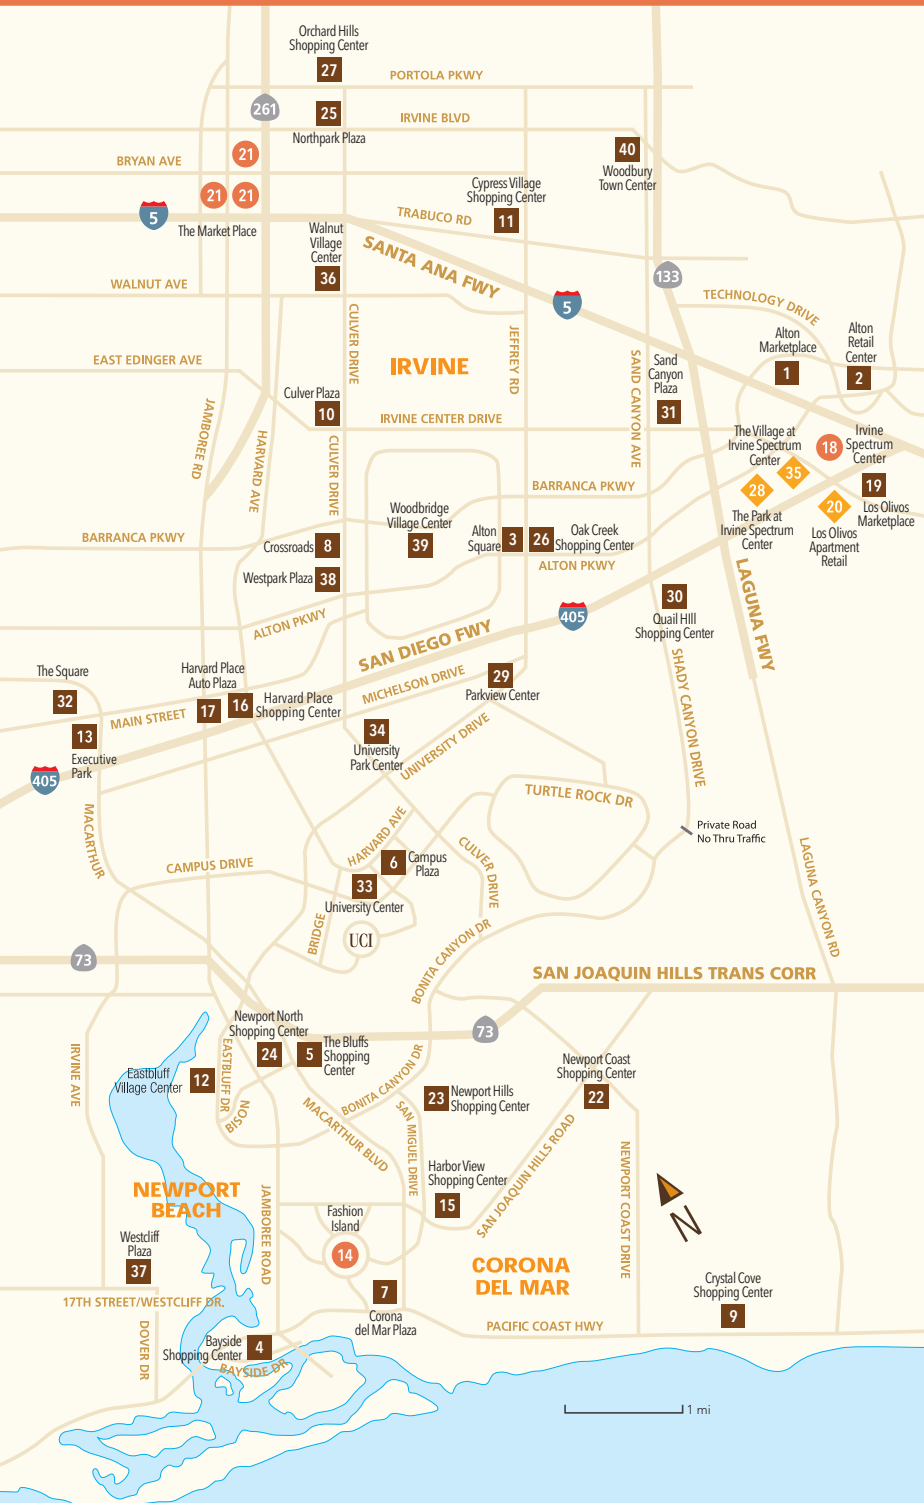 Orchard Hills
Shopping Center
27
PORTOLA PKWY
261
25
IRVINE BLVD
Northpark Plaza
21
BRYAN AVE
40
Woodbury
Town Center
21
21
Cypress Village
Shopping Center
11
5
TRABUCO RD
The Market Place
Walnut
Village
Center
36
SANTA ANA FWY
133
WALNUT AVE
TECHNOLOGY DRIVE
5
CULVER DRIVE
JEFFREY RD
Alton
Marketplace
1
Alton
Retail
Center
2
EAST EDINGER AVE
IRVINE
SAND CANYON AVE
Sand
Canyon
Plaza
31
Culver Plaza
10
JAMBOREE RD
HARVARD AVE
IRVINE CENTER DRIVE
CULVER DRIVE
The Village at
Irvine Spectrum
Center
35
18
Irvine
Spectrum
Center
19
Los Olivos
Marketplace
BARRANCA PKWY
28
The Park at
Irvine Spectrum
Center
20
Los Olivos
Apartment
Retail
Woodbridge
Village Center
39
Alton
Square
3
26
Oak Creek
Shopping Center
BARRANCA PKWY
Crossroads
8
ALTON PKWY
LAGUNA FWY
Westpark Plaza
38
30
Quail HIll
Shopping Center
405
ALTON PKWY
SAN DIEGO FWY
SHADY CANYON DRIVE
The Square
32
Harvard Place
Auto Plaza
17
16
Harvard Place
Shopping Center
MICHELSON DRIVE
29
Parkview Center
MAIN STREET
13
Executive
Park
34
University
Park Center
UNIVERSITY DRIVE
405
TURTLE ROCK DR
MACARTHUR
Private Road
No Thru Traffic
HARVARD AVE
CULVER DRIVE
LAGUNA CANYON RD
CAMPUS DRIVE
6
Campus
Plaza
33
University Center
BRIDGE
UCI
BONITA CANYON DR
73
SAN JOAQUIN HILLS TRANS CORR
Newport North
Shopping Center
24
5
The Bluffs
Shopping
Center
73
IRVINE AVE
EASTBLUFF DR
Eastbluff
Village Center
12
BONITA CANYON DR
Newport Coast
Shopping Center
22
BISON
MACARTHUR BLVD
SAN MIGUEL DRIVE
23
Newport Hills
Shopping Center
SAN JOAQUIN HILLS ROAD
NEWPORT COAST DRIVE
NEWPORT
BEACH
JAMBOREE ROAD
Harbor View
Shopping Center
15
N
Fashion
Island
14
Westcliff
Plaza
37
CORONA
DEL MAR
17TH STREET/WESTCLIFF DR.
7
Corona
del Mar Plaza
Crystal Cove
Shopping Center
9
DOVER DR
PACIFIC COAST HWY
Bayside
Shopping Center
4
BAYSIDE DR
1 mi